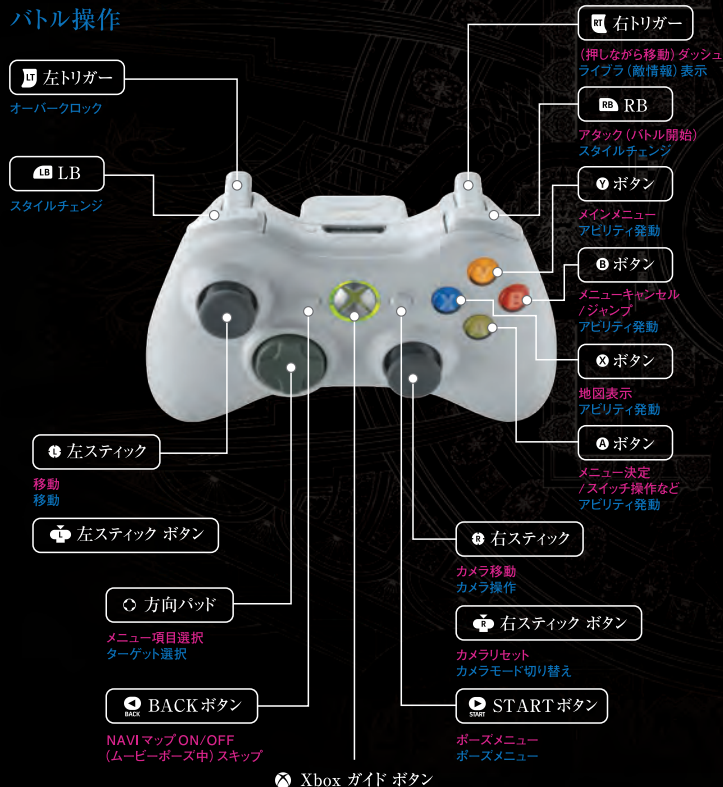 バトル操作
LT 左トリガー
オーバークロック
LB LB
スタイルチェンジ
RT 右トリガー
(押しながら移動) ダッシュ
ライブラ (敵情報) 表示
RB RB
アタック (バトル開始)
スタイルチェンジ
Y ボタン
メインメニュー
アビリティ発動
B ボタン
メニューキャンセル
/ジャンプ
アビリティ発動
X ボタン
地図表示
アビリティ発動
A ボタン
メニュー決定
/スイッチ操作など
アビリティ発動
Y
X
B
A
L 左スティック
移動
移動
L 左スティック ボタン
方向パッド
メニュー項目選択
ターゲット選択
BACK BACKボタン
NAVIマップ ON/OFF
(ムービーポーズ中) スキップ
R 右スティック
カメラ移動
カメラ操作
R 右スティック ボタン
カメラリセット
カメラモード切り替え
START STARTボタン
ポーズメニュー
ポーズメニュー
Xbox ガイド ボタン